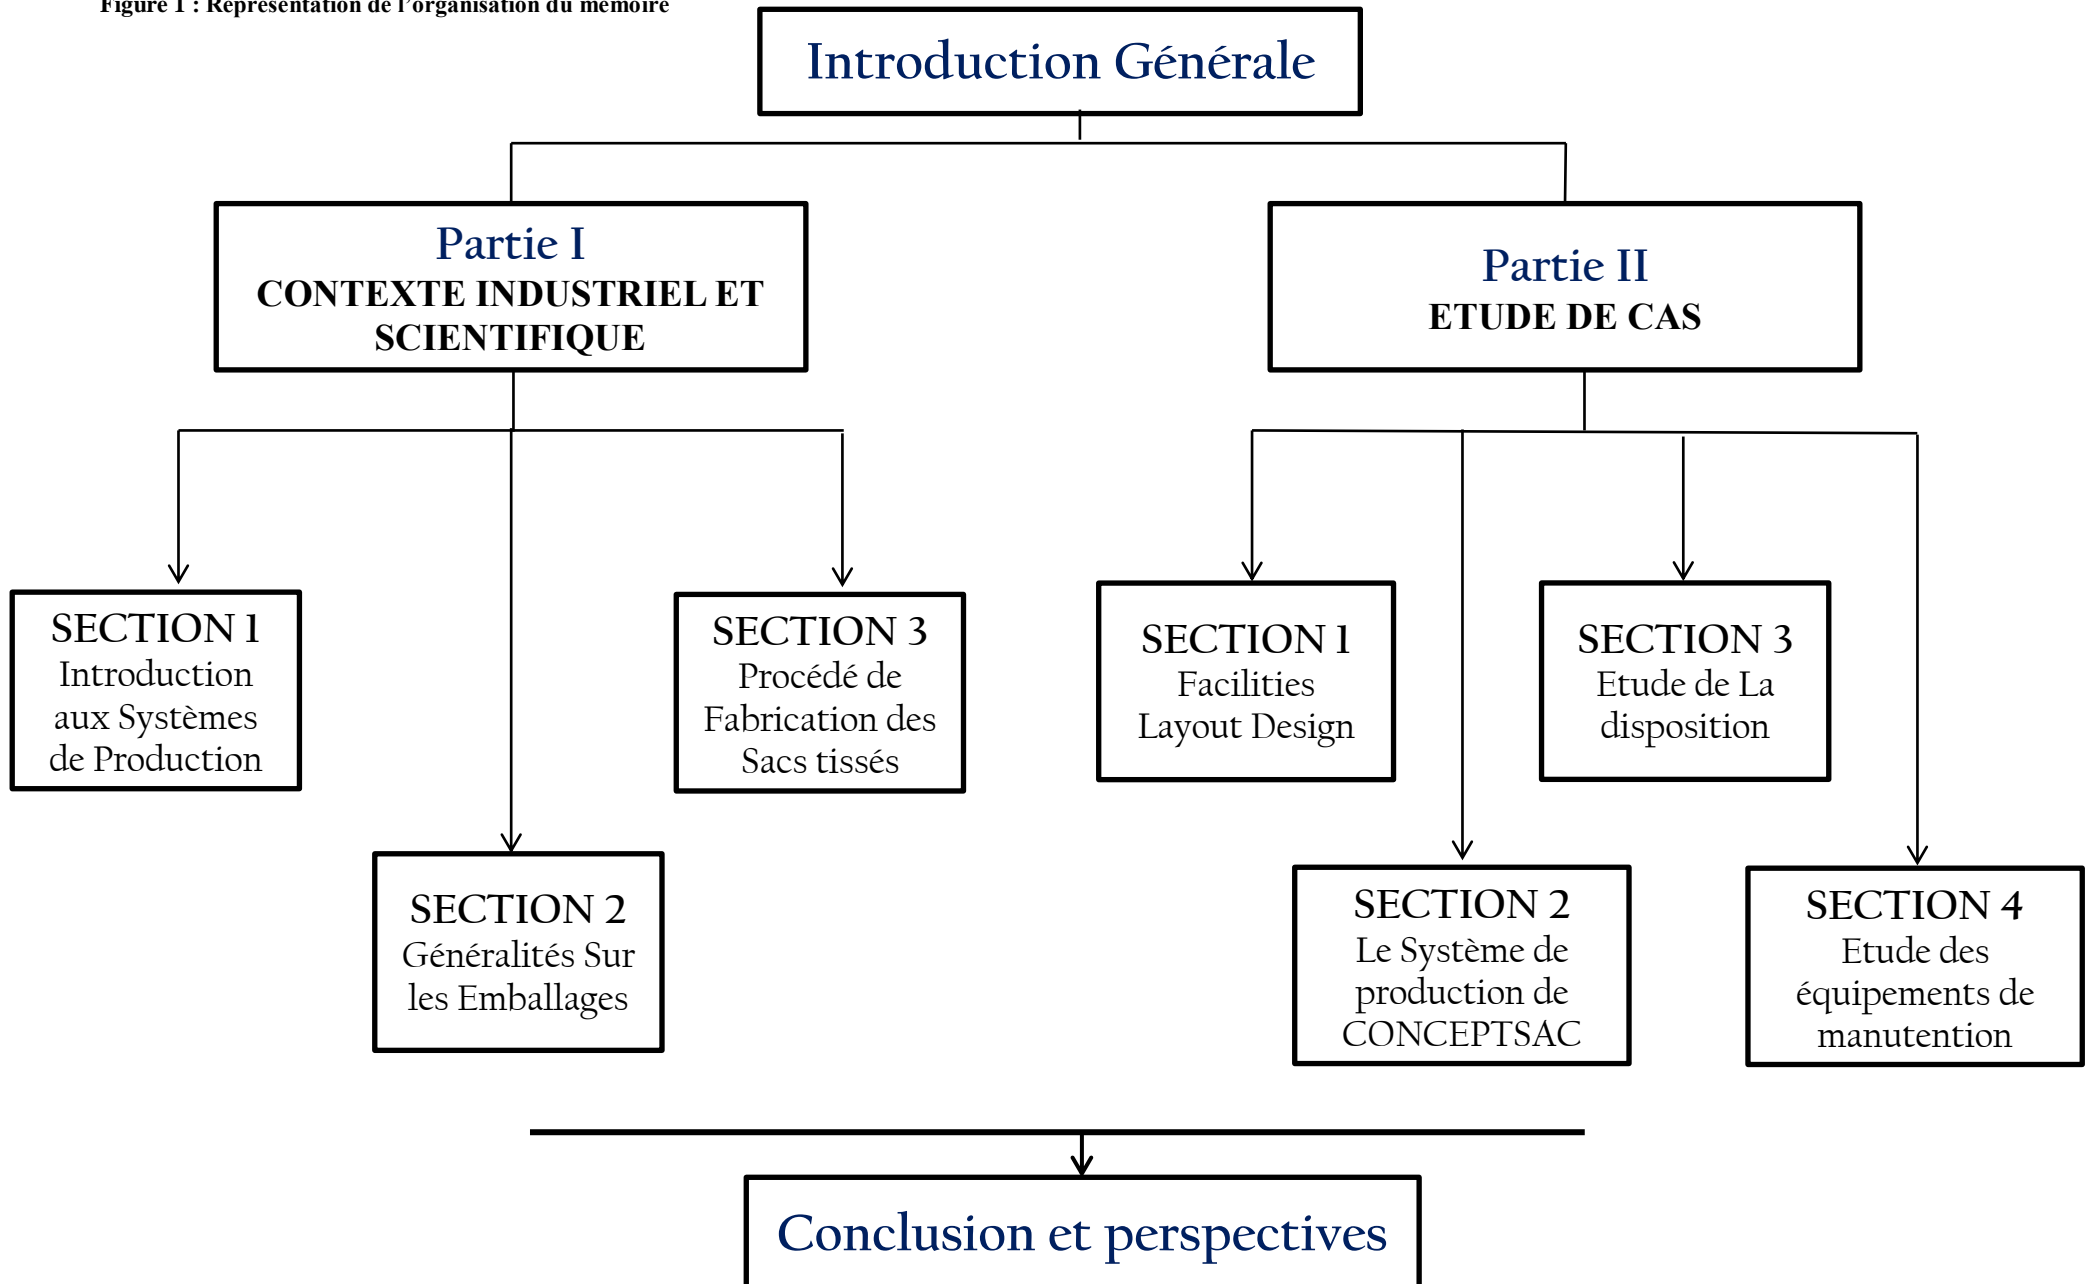 Figure 1 : Représentation de l'organisation du mémoire
Introduction Générale
Partie I
CONTEXTE INDUSTRIEL ET
SCIENTIFIQUE
Partie II
ETUDE DE CAS
SECTION 1
Introduction
aux Systèmes
de Production
SECTION 2
Généralités Sur
les Emballages
SECTION 3
Procédé de
Fabrication des
Sacs tissés
SECTION 1
Facilities
Layout Design
SECTION 2
Le Système de
production de
CONCEPTSAC
SECTION 3
Etude de La
disposition
SECTION 4
Etude des
équipements de
manutention
Conclusion et perspectives